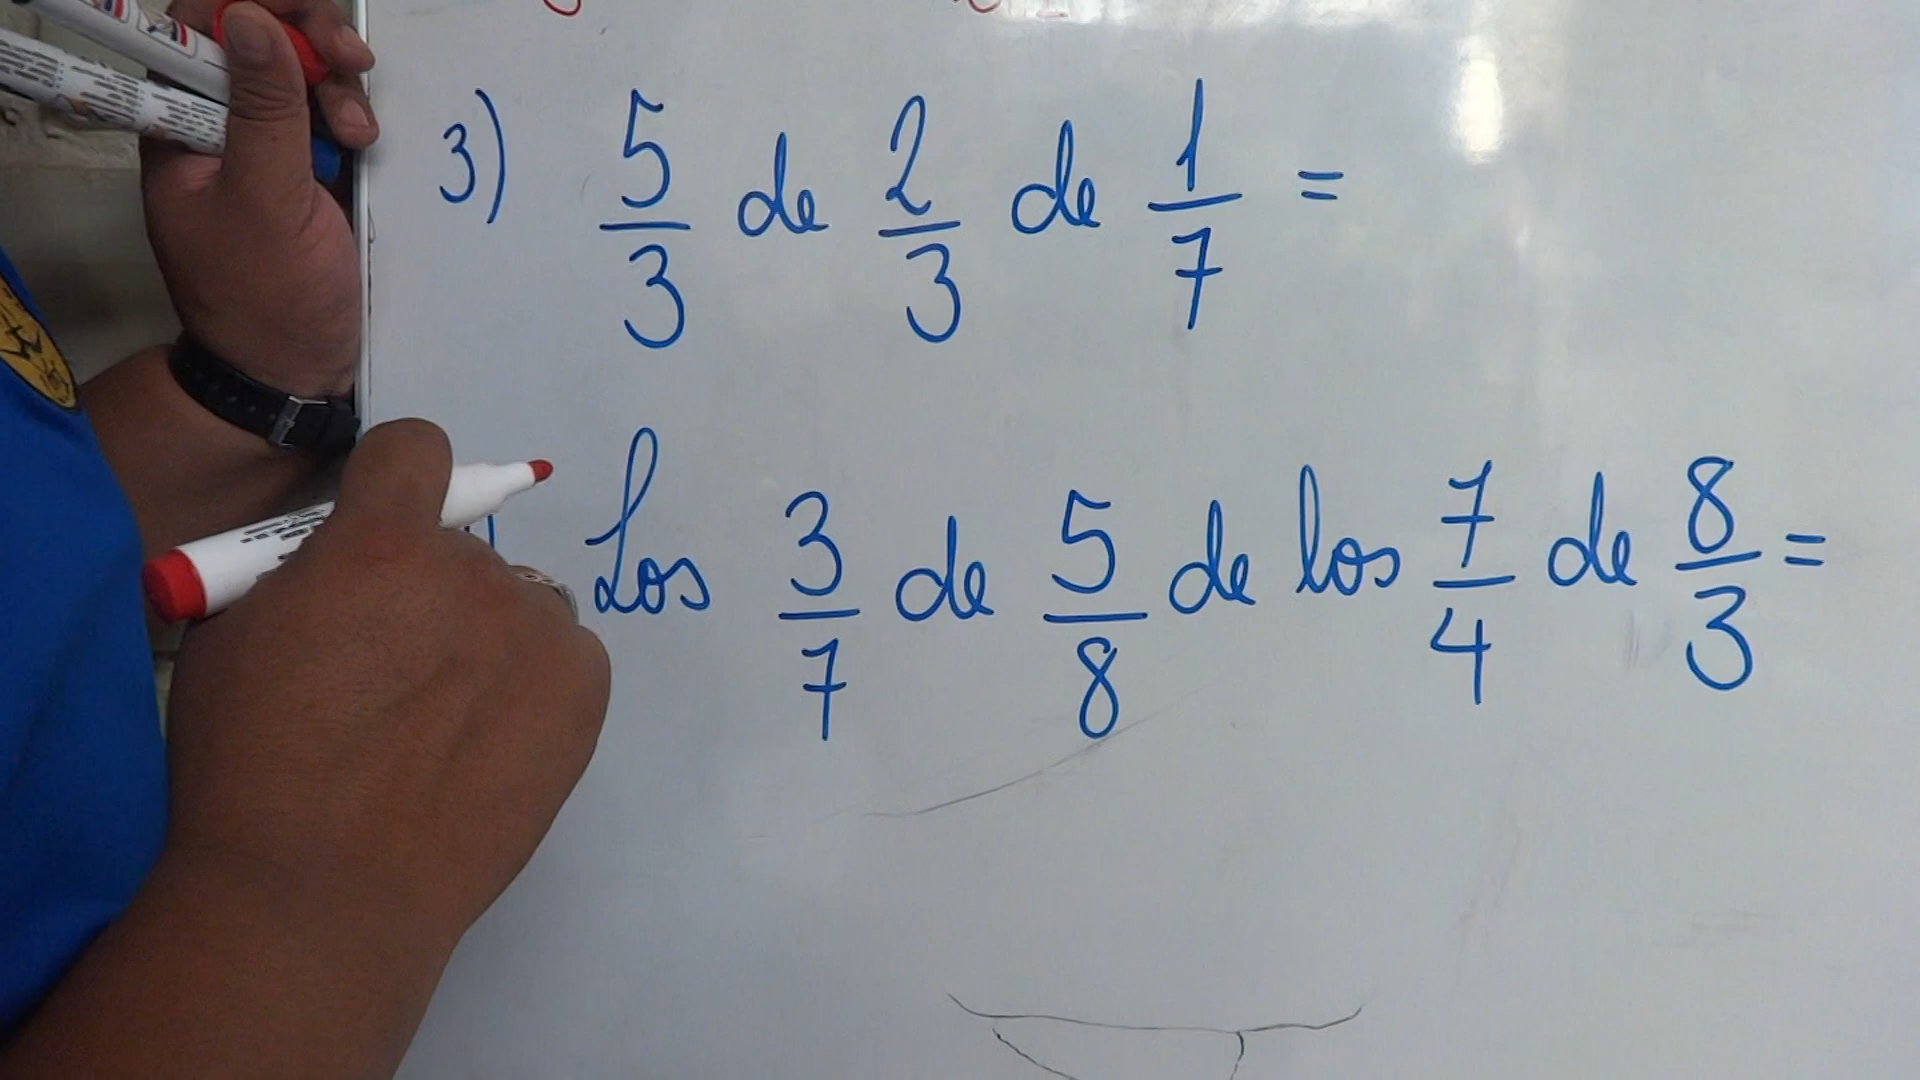 3) 5/3 de 2/3 de 1/7 =
Los 3/7 de 5/8 de los 7/4 de 8/3 =